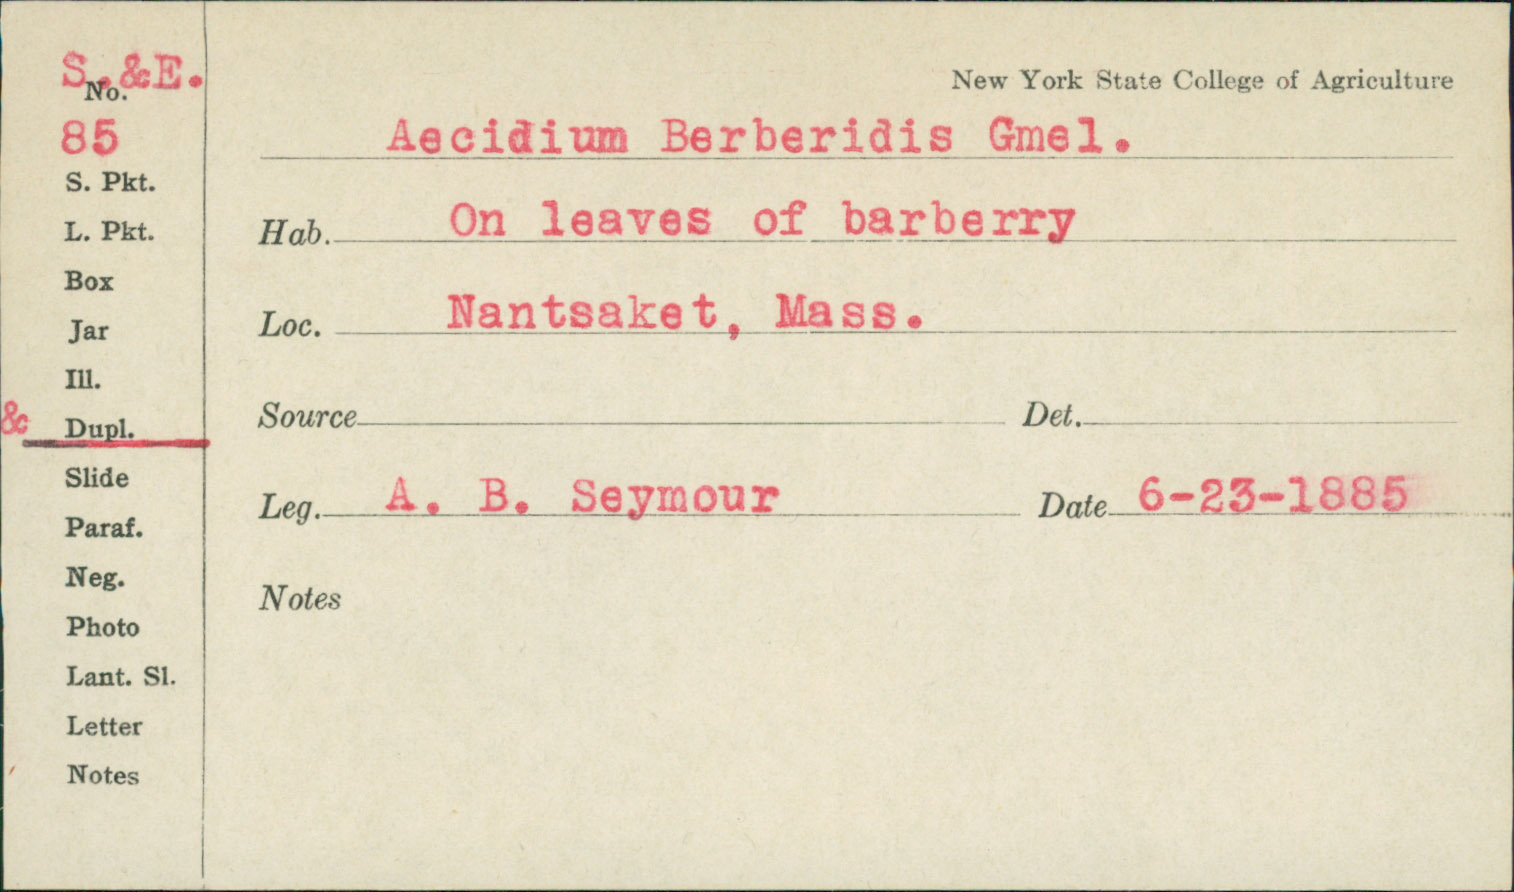 S.&E.
No.
85
S. Pkt.
L. Pkt.
Box
Jar
Ill.
& Dupl.
Slide
Paraf.
Neg.
Photo
Lant. Sl.
Letter
Notes
New York State College of Agriculture
Aecidium Berberidis Gmel.
Hab. On leaves of barberry
Loc. Nantsaket, Mass.
Source Det.
Leg. A. B. Seymour Date 6-23-1885
Notes